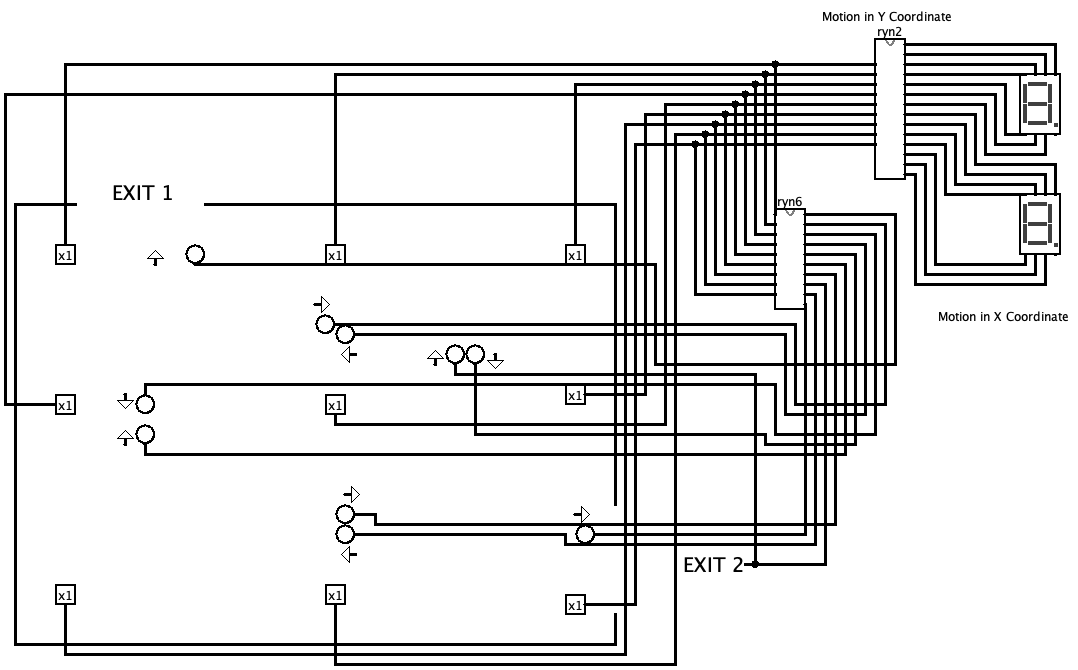 Motion in Y Coordinate
ryn2
EXIT 1
ryn6
x1
x1
x1
Motion in X Coordinate
x1
x1
x1
EXIT 2
x1
x1
x1